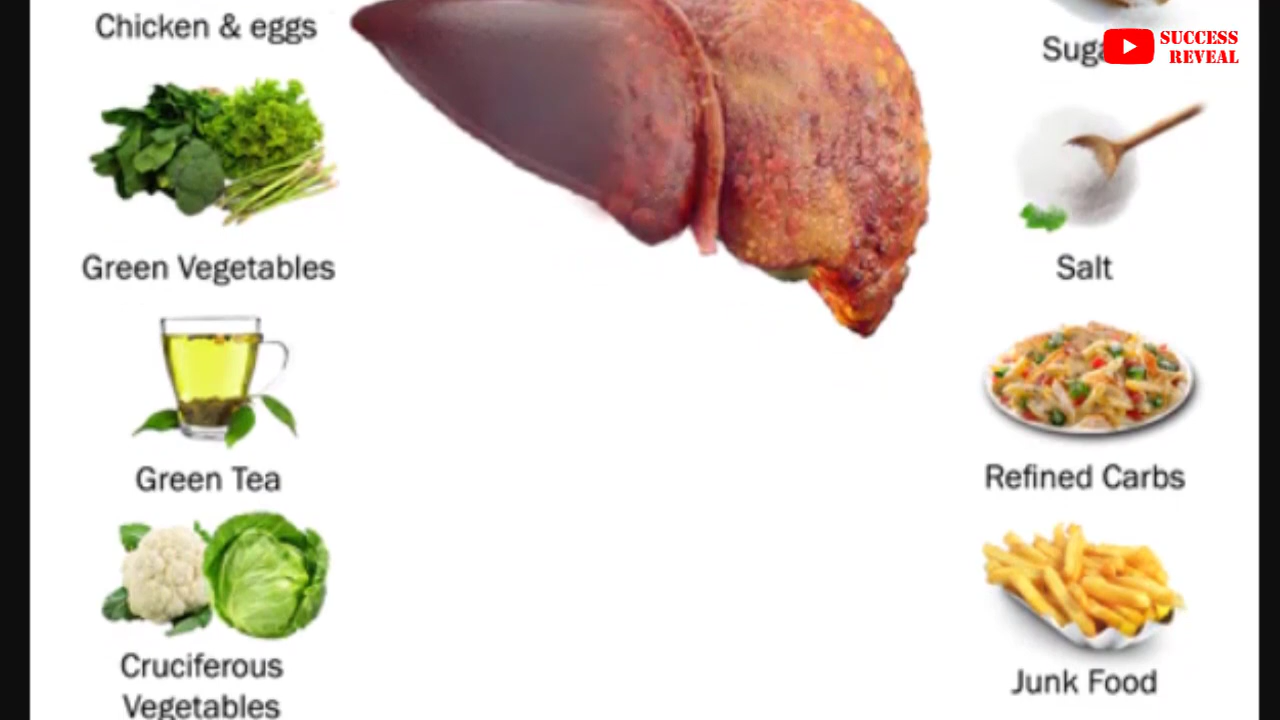 Chicken & eggs
Green Vegetables
Green Tea
Cruciferous
Vegetables
SUCCESS
REVEAL
Salt
Refined Carbs
Junk Food